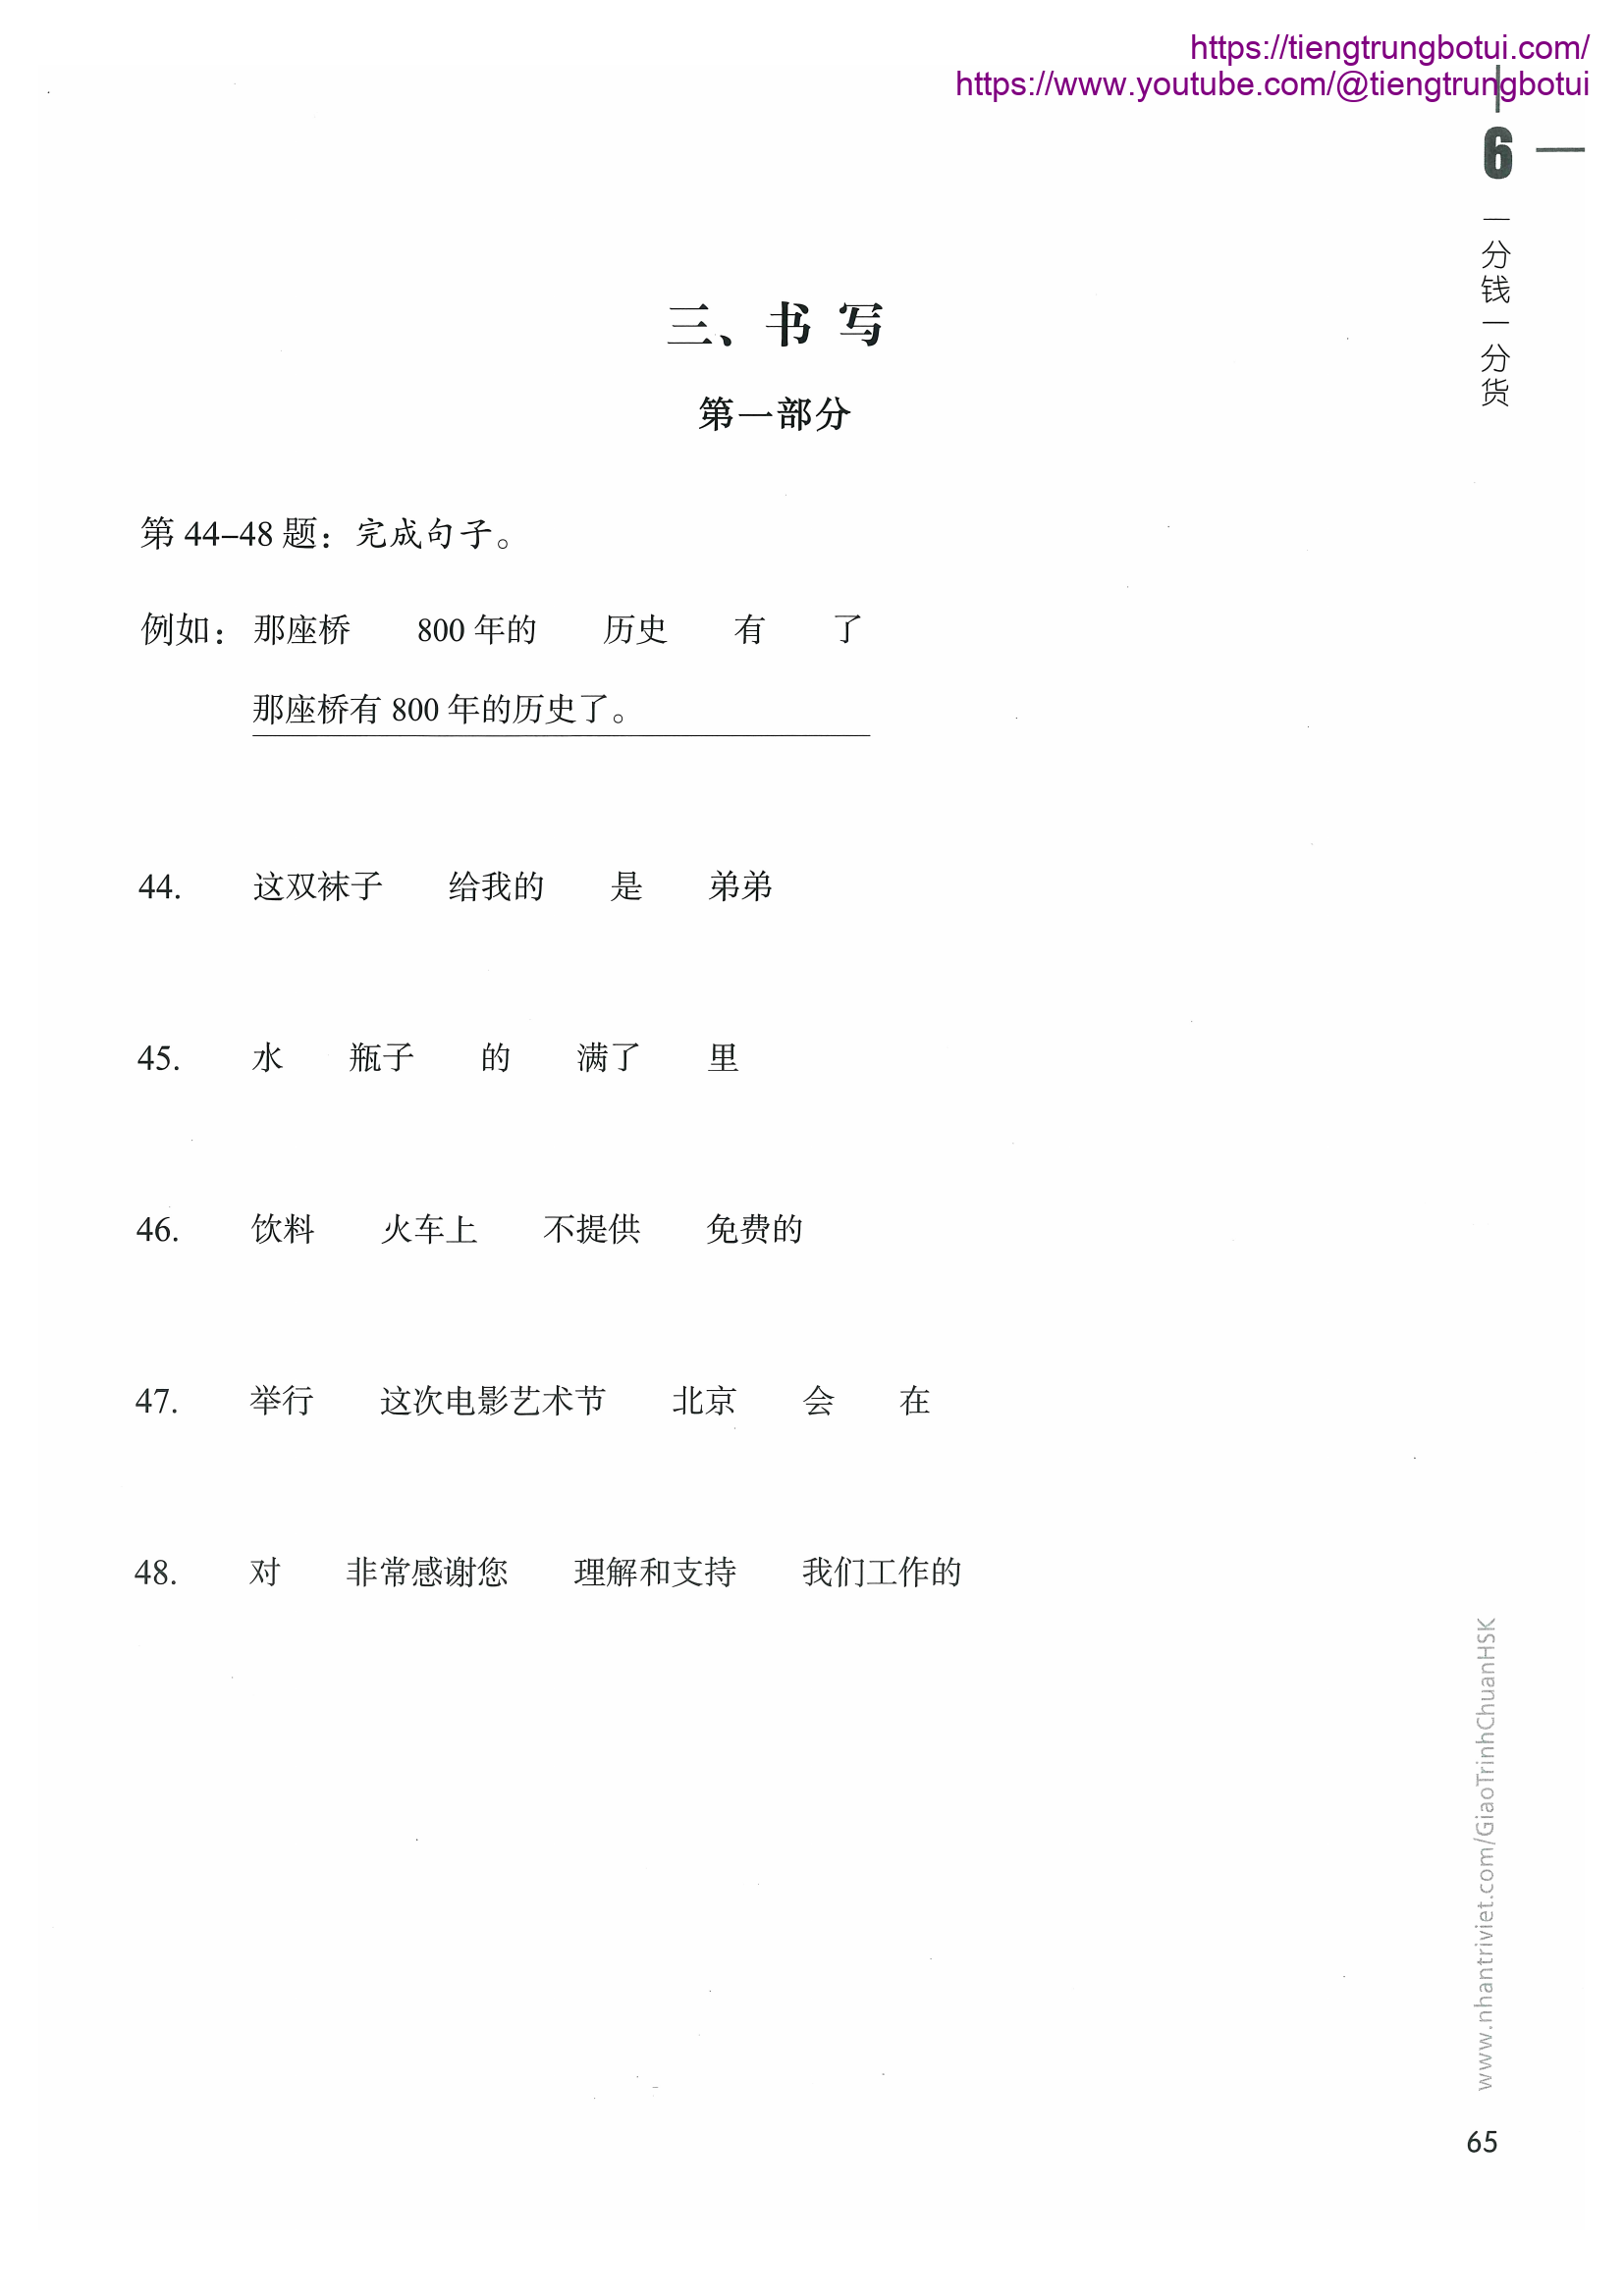 https://tiengtrungbotui.com/
https://www.youtube.com/@tiengtrungbotui
6
一分钱一分货
三、书 写
第一部分
第 44–48 题：完成句子。
例如：那座桥 800 年的 历史 有 了
那座桥有 800 年的历史了。
44. 这双袜子 给我的 是 弟弟
45. 水 瓶子 的 满了 里
46. 饮料 火车上 不提供 免费的
47. 举行 这次电影艺术节 北京 会 在
48. 对 非常感谢您 理解和支持 我们工作的
www.nhantriviet.com/GiaoTrinhChuanHSK
65